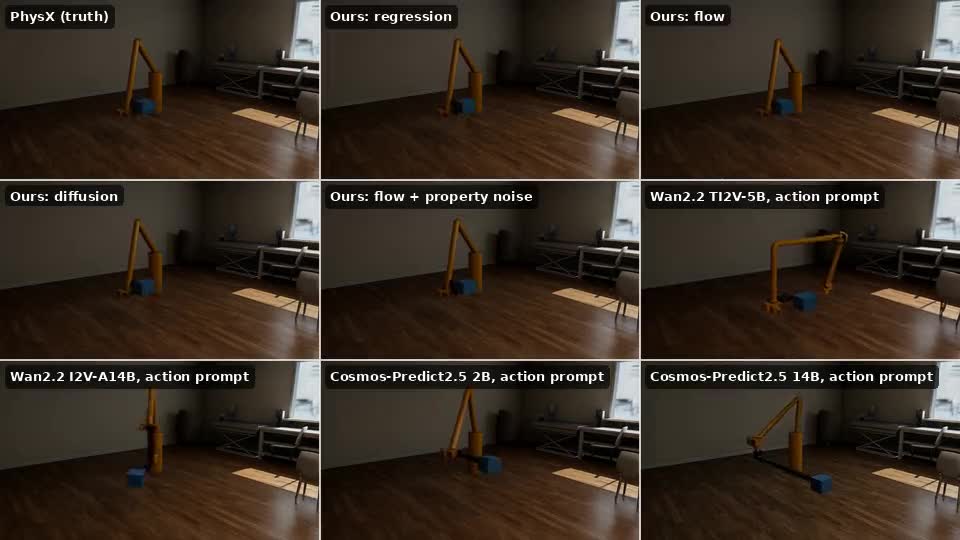 PhysX (truth)
Ours: regression
Ours: flow
Ours: diffusion
Ours: flow + property noise
Wan2.2 TI2V-5B, action prompt
Wan2.2 I2V-A14B, action prompt
Cosmos-Predict2.5 2B, action prompt
Cosmos-Predict2.5 14B, action prompt